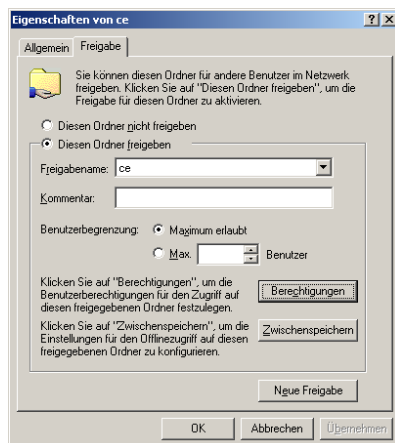 Eigenschaften von ce
Allgemein Freigabe
Sie können diesen Ordner für andere Benutzer im Netzwerk
freigeben. Klicken Sie auf "Diesen Ordner freigeben", um die
Freigabe für diesen Ordner zu aktivieren.
Diesen Ordner nicht freigeben
Diesen Ordner freigeben
Freigabename: ce
Kommentar:
Benutzerbegrenzung: Maximum erlaubt
Max. Benutzer
Klicken Sie auf "Berechtigungen", um die
Benutzerberechtigungen für den Zugriff auf
diesen freigegebenen Ordner festzulegen.
Berechtigungen
Klicken Sie auf "Zwischenspeichern", um die
Einstellungen für den Offlinezugriff auf diesen
freigegebenen Ordner zu konfigurieren.
Zwischenspeichern
Neue Freigabe
OK Abbrechen Übernehmen